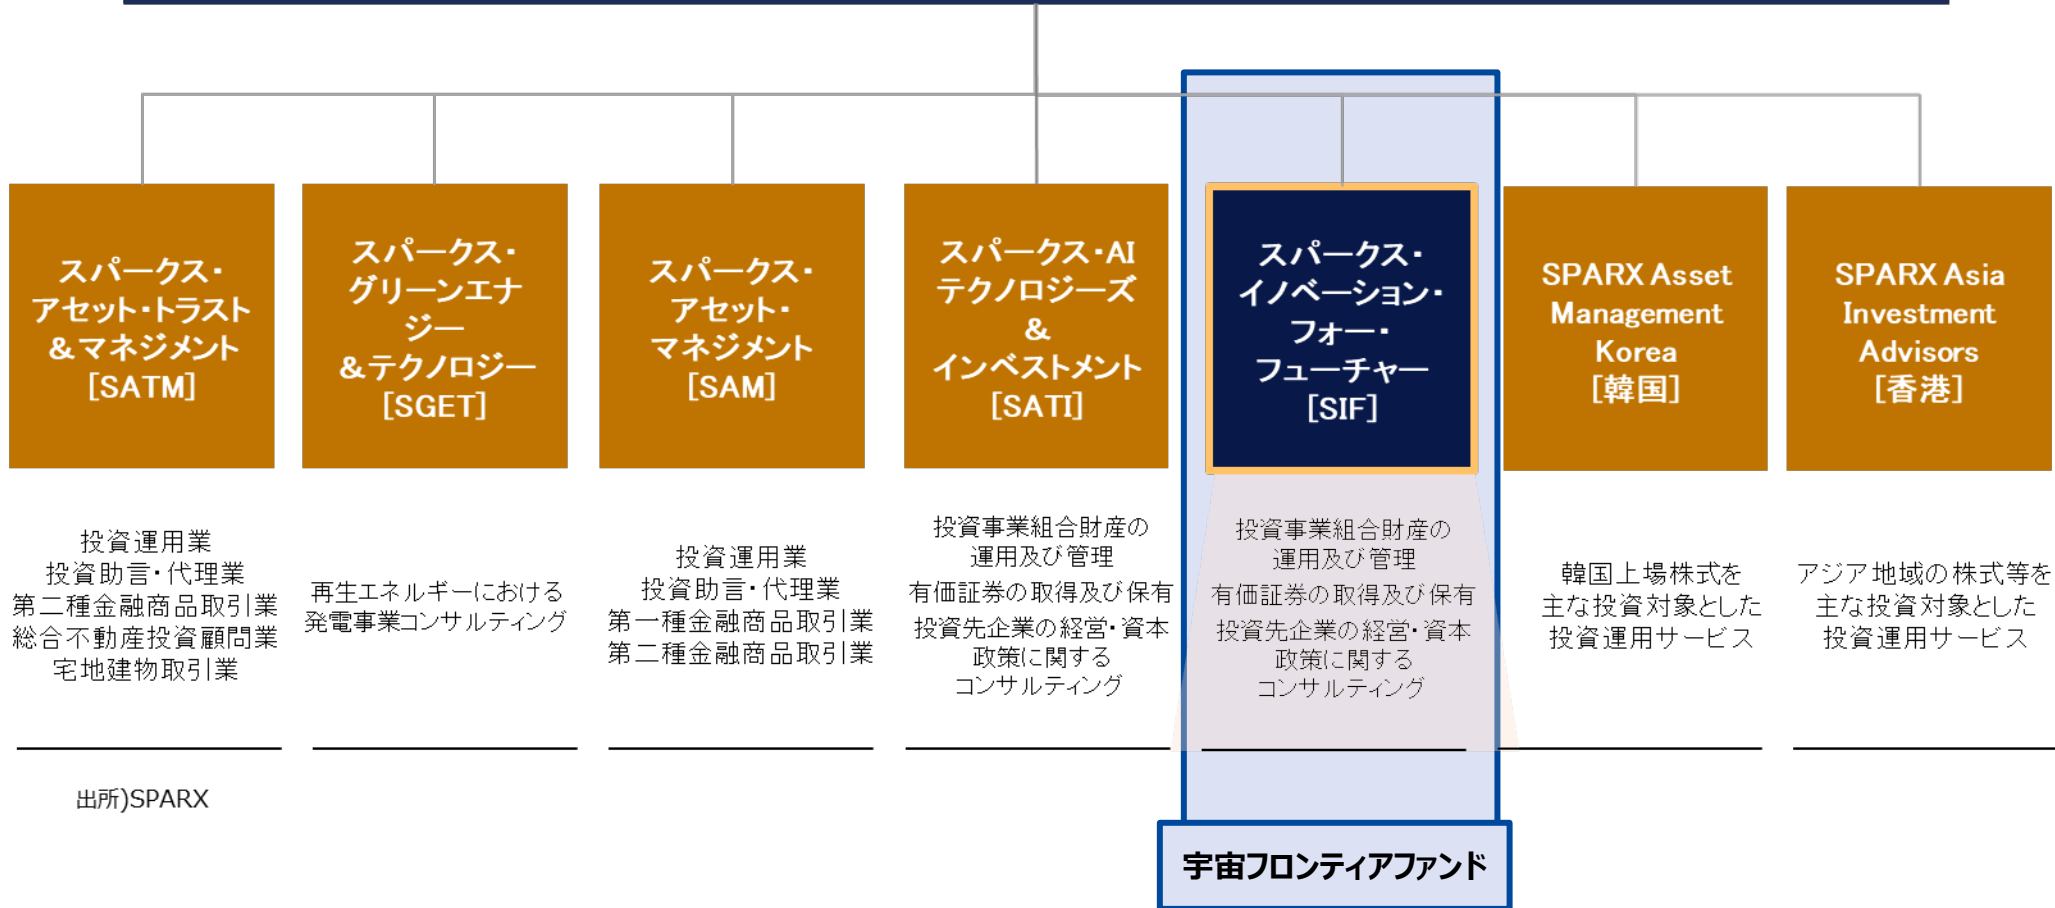 スパークス・
アセット・トラスト
&マネジメント
[SATM]
投資運用業
投資助言・代理業
第二種金融商品取引業
総合不動産投資顧問業
宅地建物取引業
スパークス・
グリーンエナ
ジー
&テクノロジー
[SGET]
再生エネルギーにおける
発電事業コンサルティング
スパークス・
アセット・
マネジメント
[SAM]
投資運用業
投資助言・代理業
第一種金融商品取引業
第二種金融商品取引業
スパークス・AI
テクノロジーズ
&
インベストメント
[SATI]
投資事業組合財産の
運用及び管理
有価証券の取得及び保有
投資先企業の経営・資本
政策に関する
コンサルティング
スパークス・
イノベーション・
フォー・
フューチャー
[SIF]
投資事業組合財産の
運用及び管理
有価証券の取得及び保有
投資先企業の経営・資本
政策に関する
コンサルティング
SPARX Asset
Management
Korea
[韓国]
韓国上場株式を
主な投資対象とした
投資運用サービス
SPARX Asia
Investment
Advisors
[香港]
アジア地域の株式等を
主な投資対象とした
投資運用サービス
出所)SPARX
宇宙フロンティアファンド